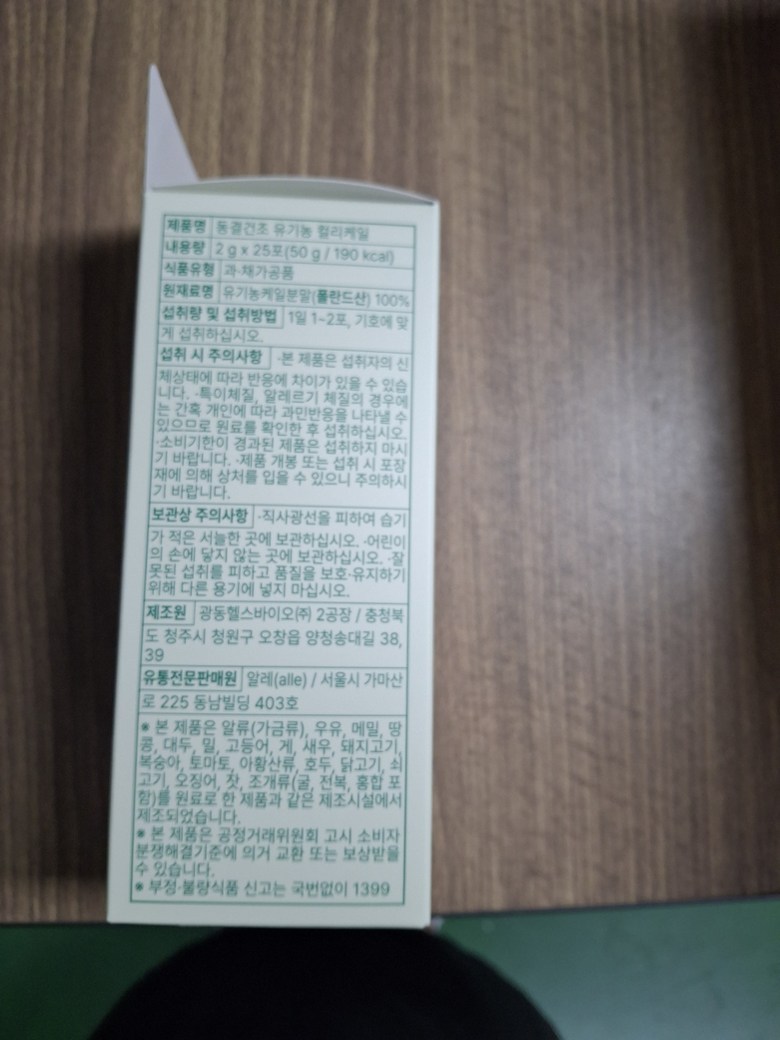 제품명 동결건조 유기농 컬리케일
내용량 2 g x 25포(50 g / 190 kcal)
식품유형 과·채가공품
원재료명 유기농케일분말(폴란드산) 100%
섭취량 및 섭취방법 1일 1~2포, 기호에 맞
게 섭취하십시오.
섭취 시 주의사항 ·본 제품은 섭취자의 신
체상태에 따라 반응에 차이가 있을 수 있습
니다. ·특이체질, 알레르기 체질의 경우에
는 간혹 개인에 따라 과민반응을 나타낼 수
있으므로 원료를 확인한 후 섭취하십시오.
·소비기한이 경과된 제품은 섭취하지 마시
기 바랍니다. ·제품 개봉 또는 섭취 시 포장
재에 의해 상처를 입을 수 있으니 주의하시
기 바랍니다.
보관상 주의사항 ·직사광선을 피하여 습기
가 적은 서늘한 곳에 보관하십시오. ·어린이
의 손에 닿지 않는 곳에 보관하십시오. ·잘
못된 섭취를 피하고 품질을 보호·유지하기
위해 다른 용기에 넣지 마십시오.
제조원 광동헬스바이오㈜ 2공장 / 충청북
도 청주시 청원구 오창읍 양청송대길 38,
39
유통전문판매원 알레(alle) / 서울시 가마산
로 225 동남빌딩 403호
※ 본 제품은 알류(가금류), 우유, 메밀, 땅
콩, 대두, 밀, 고등어, 게, 새우, 돼지고기,
복숭아, 토마토, 아황산류, 호두, 닭고기, 쇠
고기, 오징어, 잣, 조개류(굴, 전복, 홍합 포
함)를 원료로 한 제품과 같은 제조시설에서
제조되었습니다.
※ 본 제품은 공정거래위원회 고시 소비자
분쟁해결기준에 의거 교환 또는 보상받을
수 있습니다.
※ 부정·불량식품 신고는 국번없이 1399